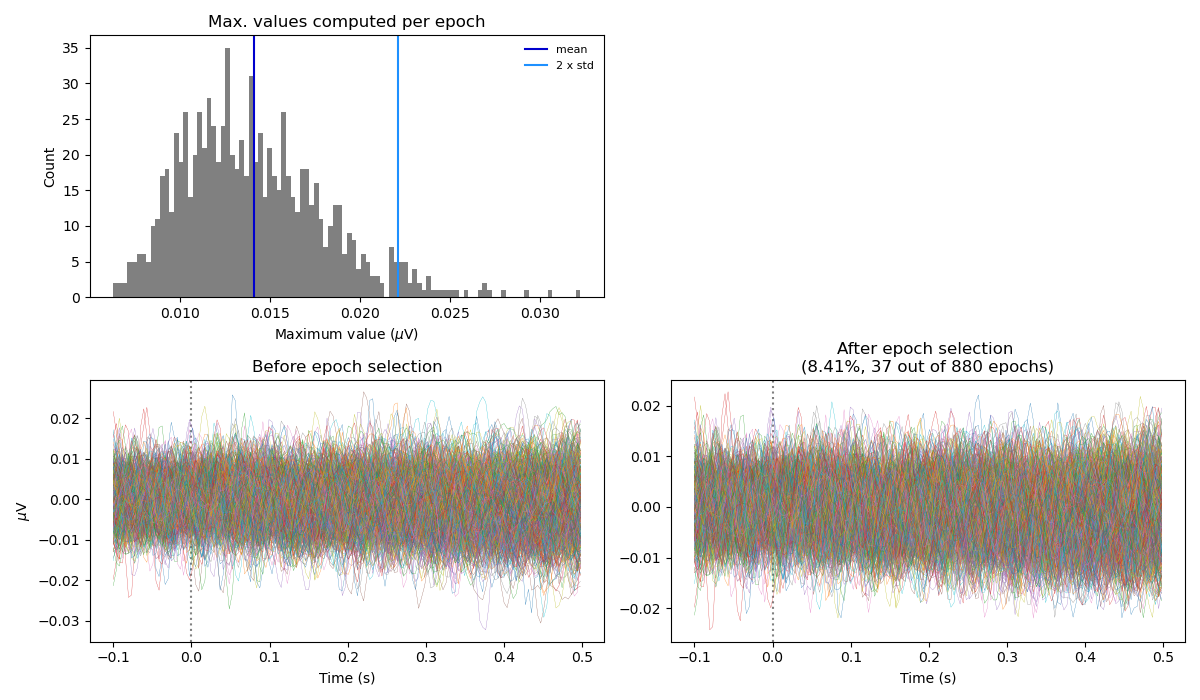 Max. values computed per epoch
35
30
25
20
15
10
5
0
Count
mean
2 x std
0.010 0.015 0.020 0.025 0.030
Maximum value (μV)
Before epoch selection
0.02
0.01
0.00
−0.01
−0.02
−0.03
μV
−0.1 0.0 0.1 0.2 0.3 0.4 0.5
Time (s)
After epoch selection
(8.41%, 37 out of 880 epochs)
0.02
0.01
0.00
−0.01
−0.02
−0.1 0.0 0.1 0.2 0.3 0.4 0.5
Time (s)